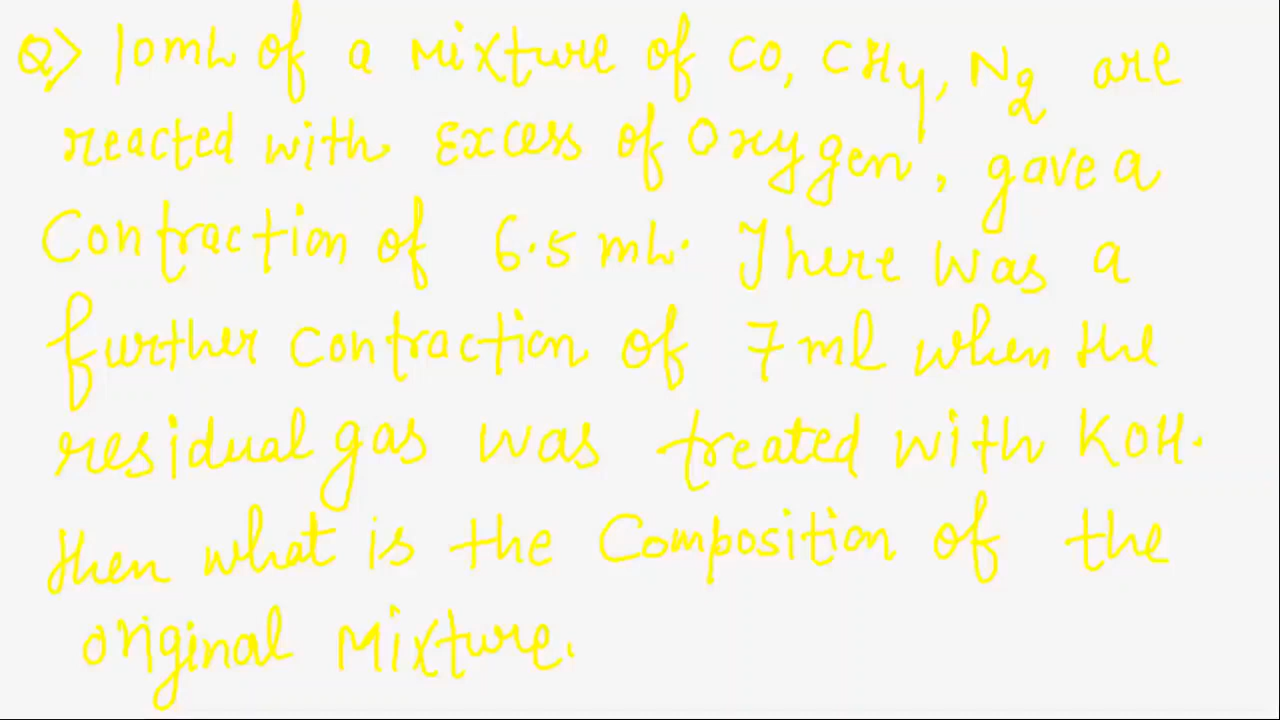 Q> 10mL of a mixture of CO, CH4, N2 are
reacted with excess of Oxygen, gave a
Contraction of 6.5 mL. There was a
further contraction of 7 ml when the
residual gas was treated with KOH.
then what is the Composition of the
original Mixture.